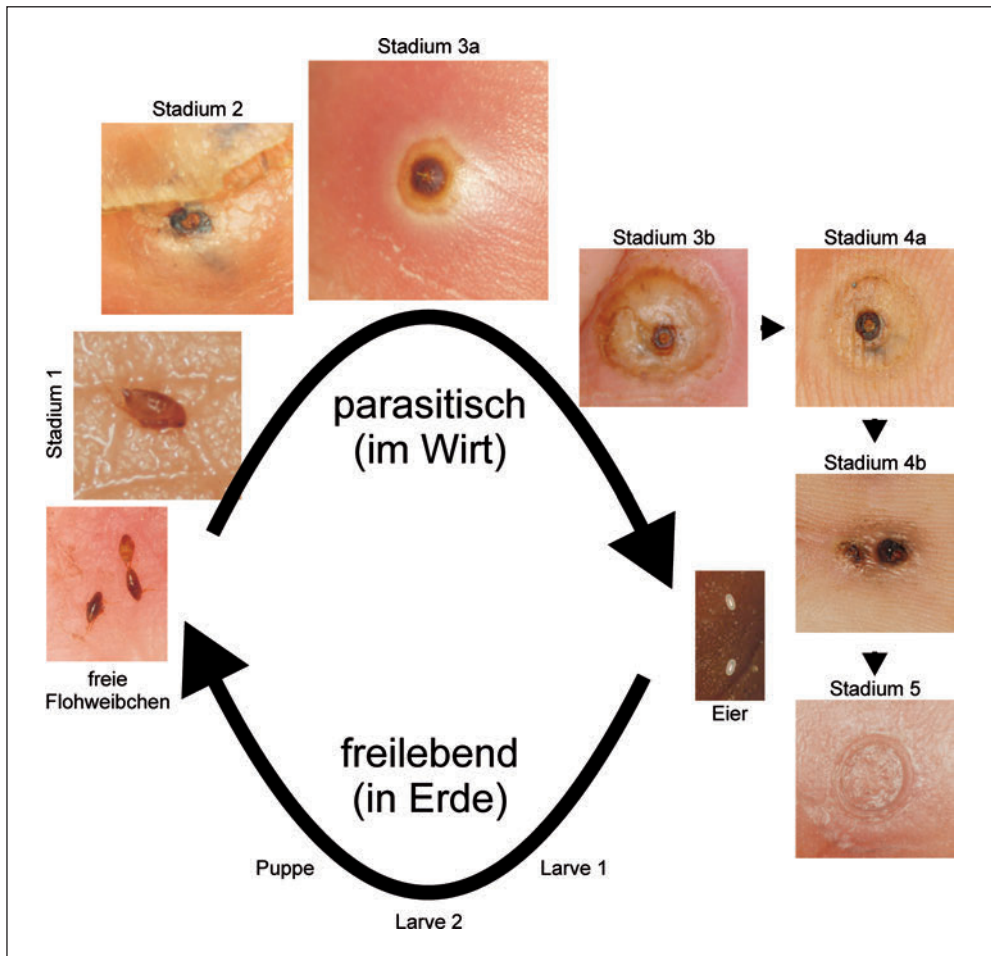 Stadium 3a
Stadium 2
Stadium 3b
Stadium 4a
Stadium 1
parasitisch
(im Wirt)
Stadium 4b
freie
Flohweibchen
Eier
Stadium 5
freilebend
(in Erde)
Puppe
Larve 1
Larve 2